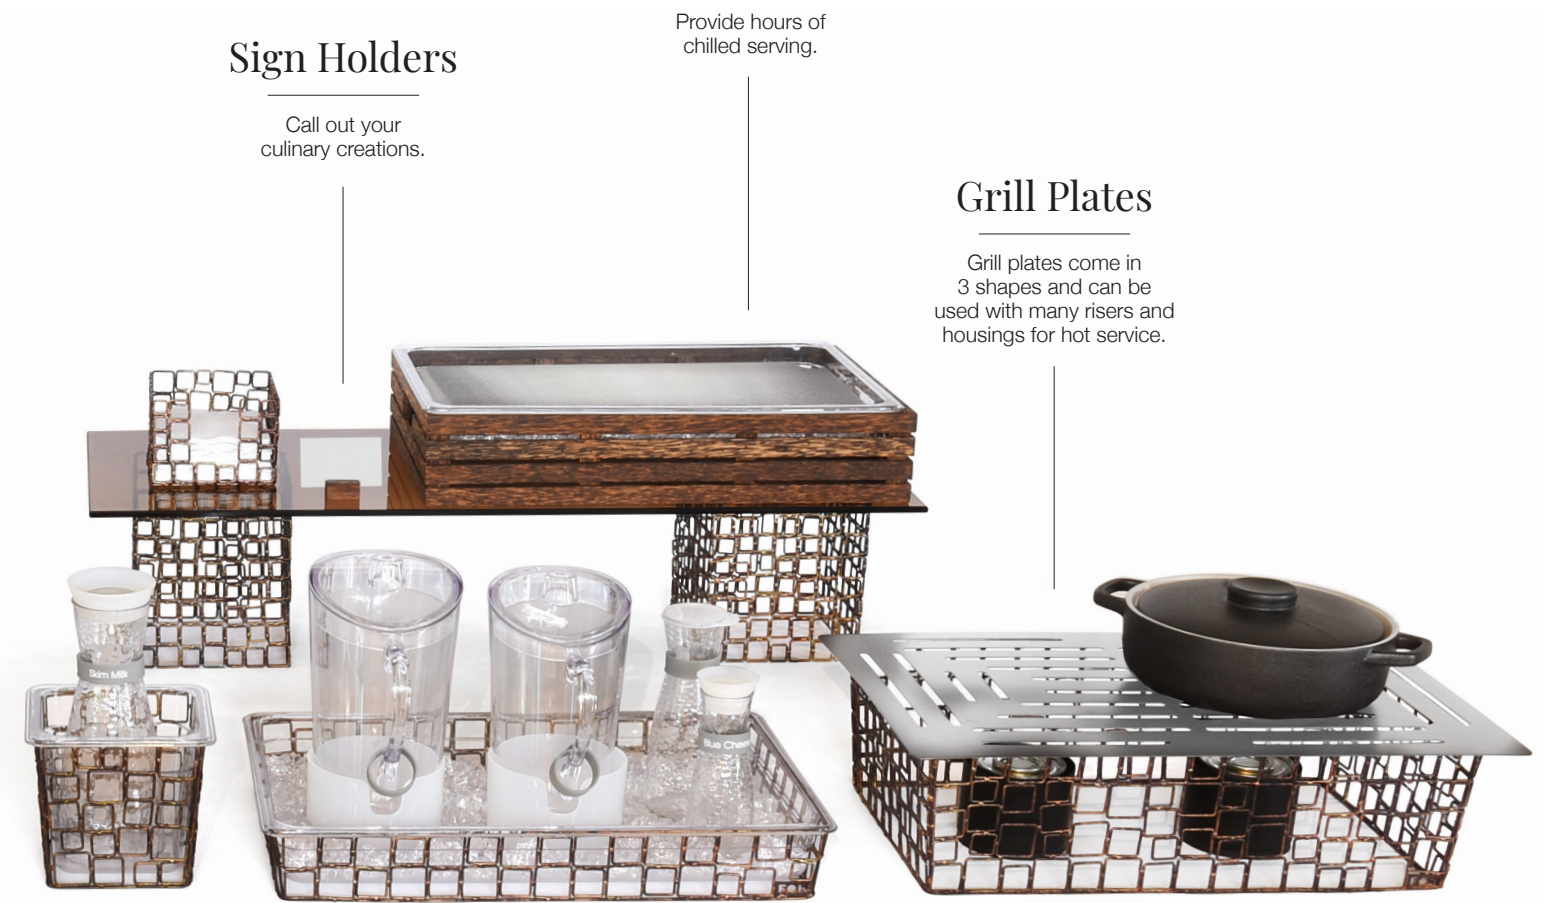 Provide hours of
chilled serving.
Sign Holders
Call out your
culinary creations.
Grill Plates
Grill plates come in
3 shapes and can be
used with many risers and
housings for hot service.
Skim Milk
Blue Chees